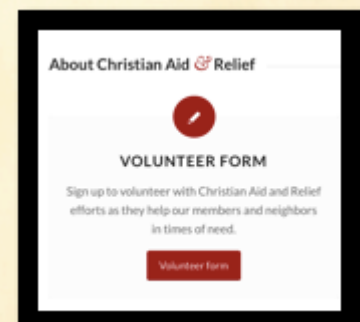 About Christian Aid & Relief
VOLUNTEER FORM
Sign up to volunteer with Christian Aid and Relief
efforts as they help our members and neighbors
in times of need.
Volunteer form